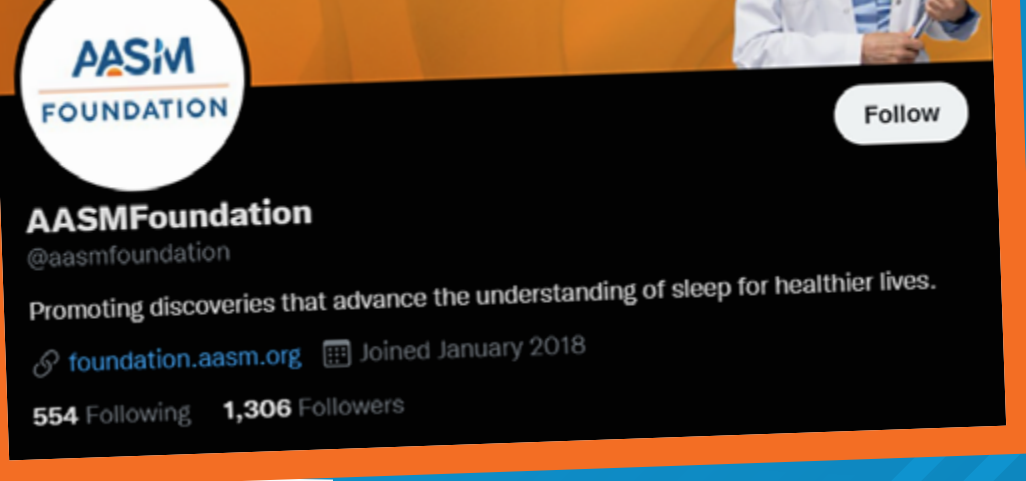 AASM
FOUNDATION
Follow
AASMFoundation
@aasmfoundation
Promoting discoveries that advance the understanding of sleep for healthier lives.
foundation.aasm.org Joined January 2018
554 Following 1,306 Followers